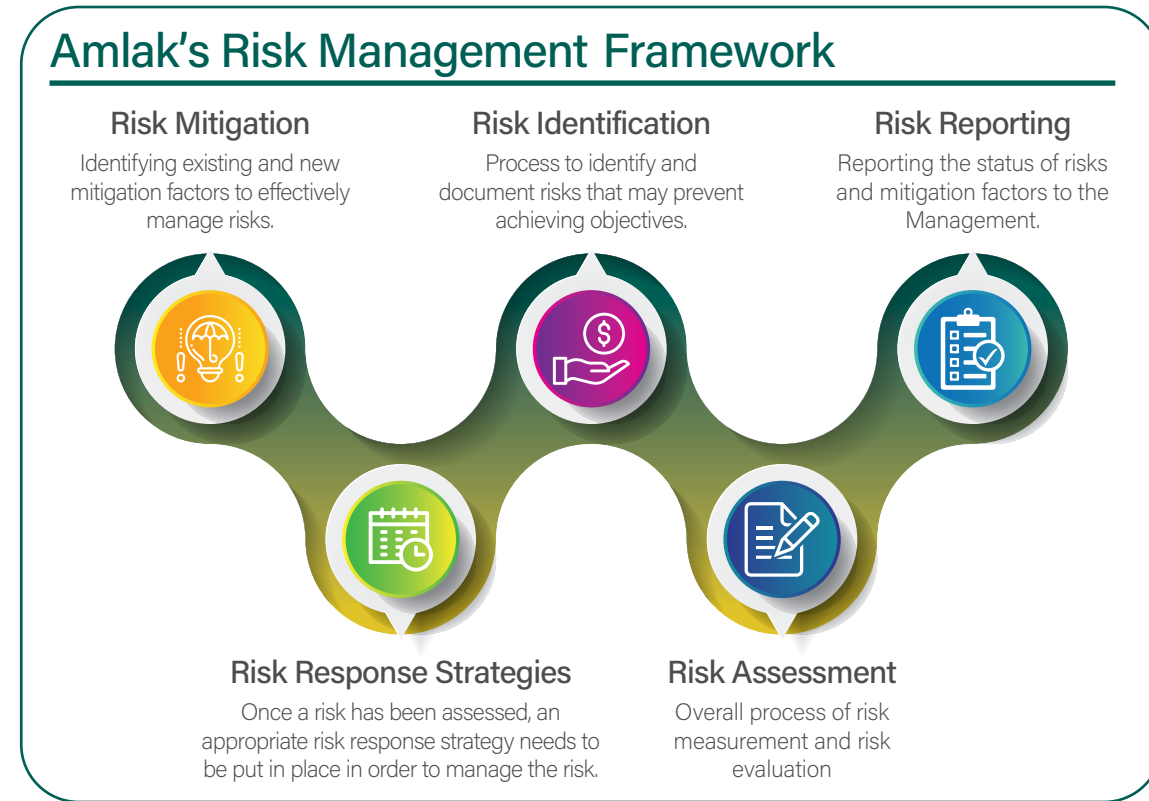 Amlak's Risk Management Framework
Risk Mitigation
Identifying existing and new
mitigation factors to effectively
manage risks.
Risk Identification
Process to identify and
document risks that may prevent
achieving objectives.
Risk Reporting
Reporting the status of risks
and mitigation factors to the
Management.
$
Risk Response Strategies
Once a risk has been assessed, an
appropriate risk response strategy needs to
be put in place in order to manage the risk.
Risk Assessment
Overall process of risk
measurement and risk
evaluation